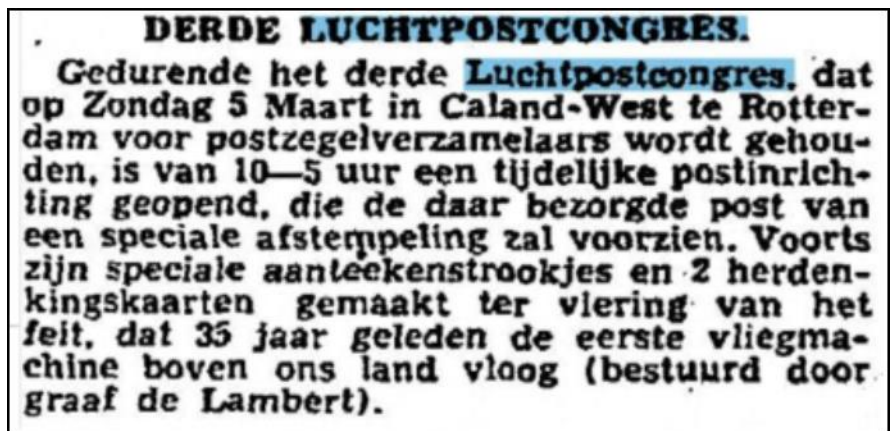 DERDE LUCHTPOSTCONGRES.
Gedurende het derde Luchtpostcongres, dat
op Zondag 5 Maart in Caland-West te Rotter-
dam voor postzegelverzamelaars wordt gehou-
den, is van 10—5 uur een tijdelijke postinrich-
ting geopend, die de daar bezorgde post van
een speciale afstempeling zal voorzien. Voorts
zijn speciale aanteekenstrookjes en 2 herden-
kingskaarten gemaakt ter viering van het
feit, dat 35 jaar geleden de eerste vliegma-
chine boven ons land vloog (bestuurd door
graaf de Lambert).